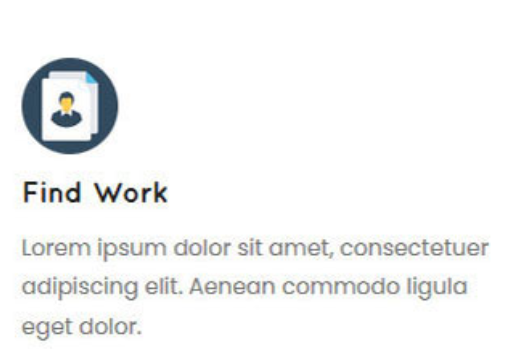 Find Work
Lorem ipsum dolor sit amet, consectetuer
adipiscing elit. Aenean commodo ligula
eget dolor.